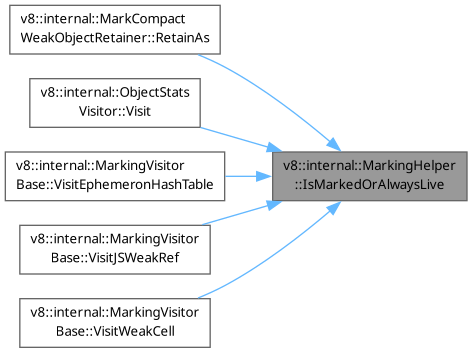 v8::internal::MarkCompact
WeakObjectRetainer::RetainAs
v8::internal::ObjectStats
Visitor::Visit
v8::internal::MarkingVisitor
Base::VisitEphemeronHashTable
v8::internal::MarkingHelper
::IsMarkedOrAlwaysLive
v8::internal::MarkingVisitor
Base::VisitJSWeakRef
v8::internal::MarkingVisitor
Base::VisitWeakCell